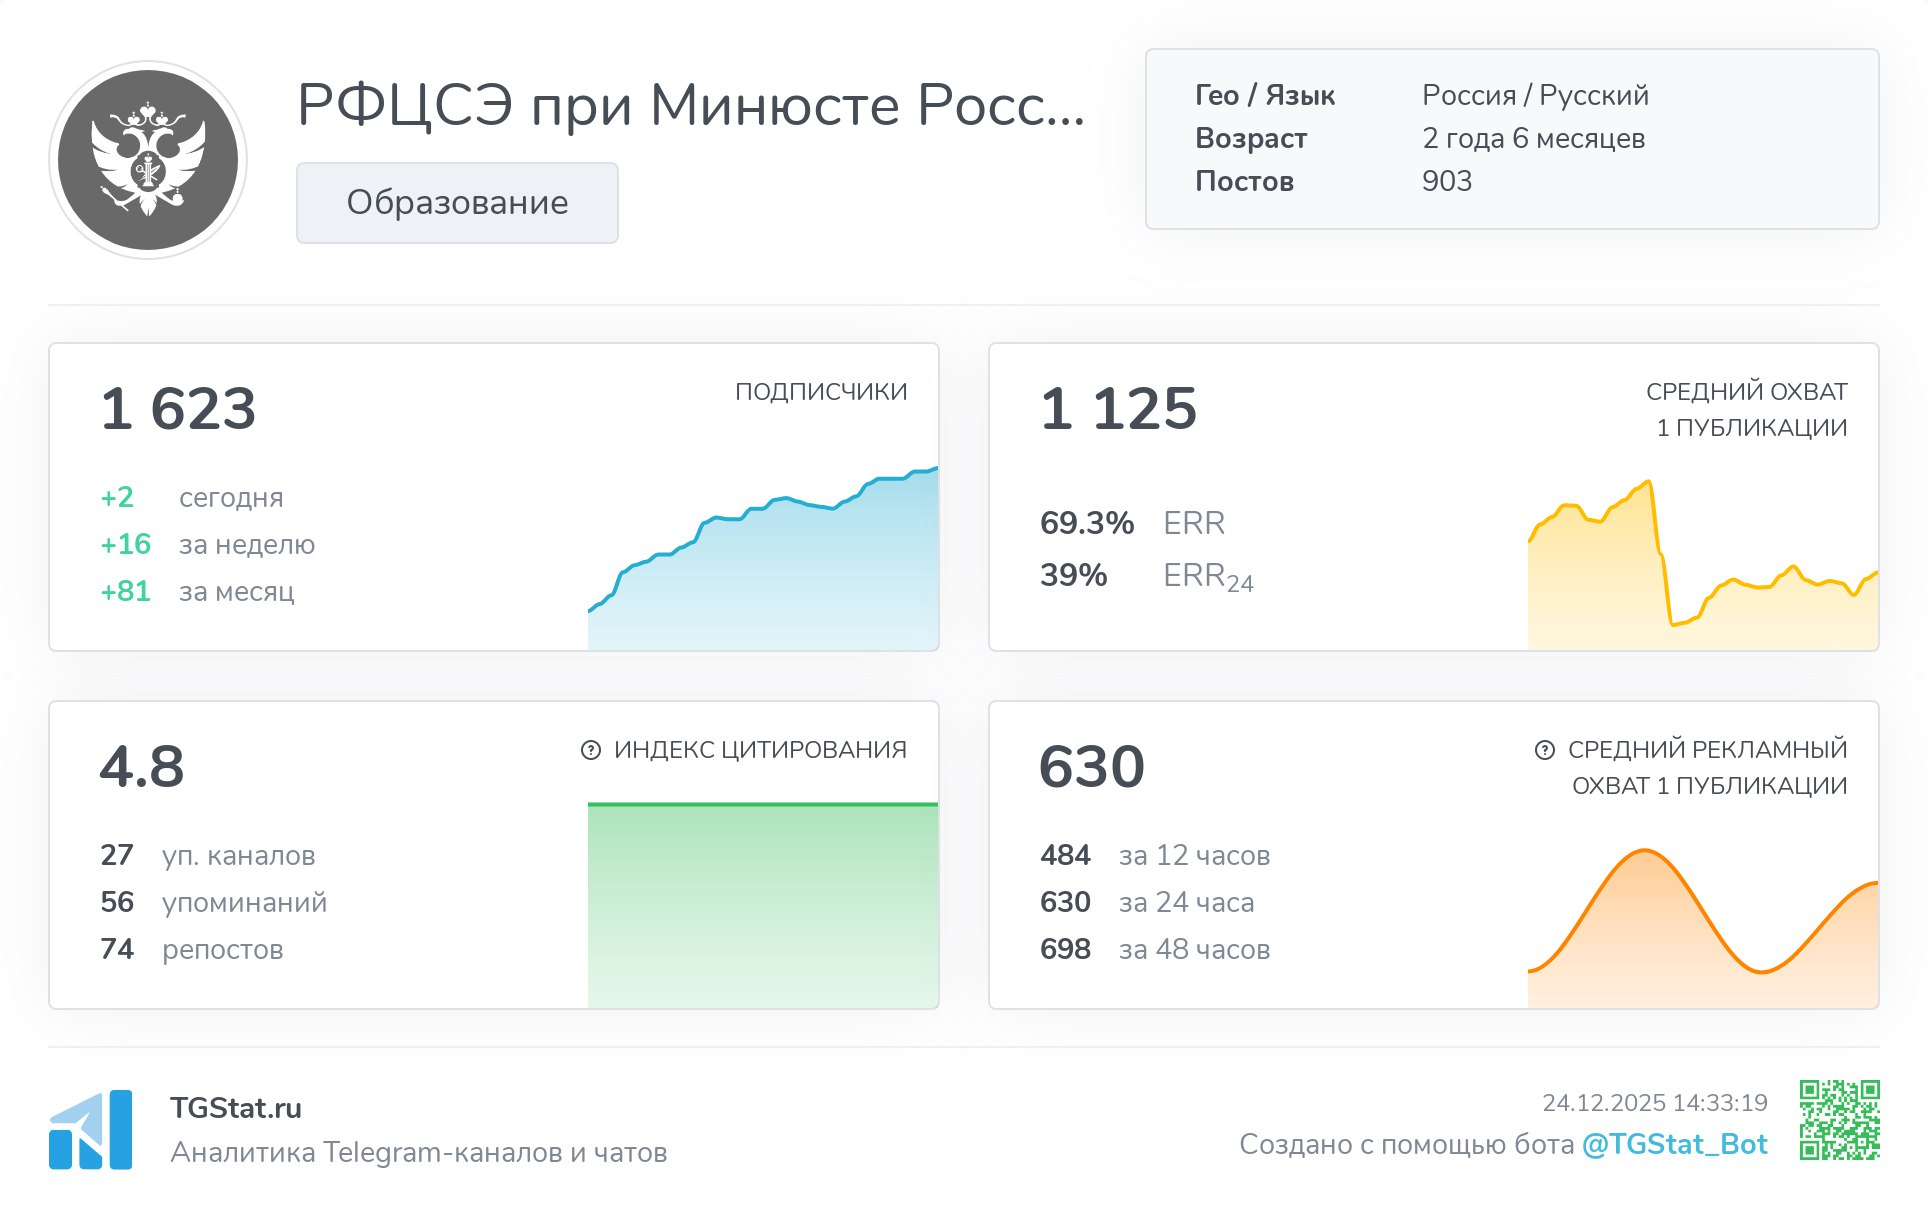 РФЦСЭ при Минюсте Росс...
Образование
Гео / Язык Россия / Русский
Возраст 2 года 6 месяцев
Постов 903
1 623
ПОДПИСЧИКИ
+2 сегодня
+16 за неделю
+81 за месяц
1 125
СРЕДНИЙ ОХВАТ
1 ПУБЛИКАЦИИ
69.3% ERR
39% ERR24
4.8
ИНДЕКС ЦИТИРОВАНИЯ
27 уп. каналов
56 упоминаний
74 репостов
630
СРЕДНИЙ РЕКЛАМНЫЙ
ОХВАТ 1 ПУБЛИКАЦИИ
484 за 12 часов
630 за 24 часа
698 за 48 часов
TGStat.ru
Аналитика Telegram-каналов и чатов
24.12.2025 14:33:19
Создано с помощью бота @TGStat_Bot